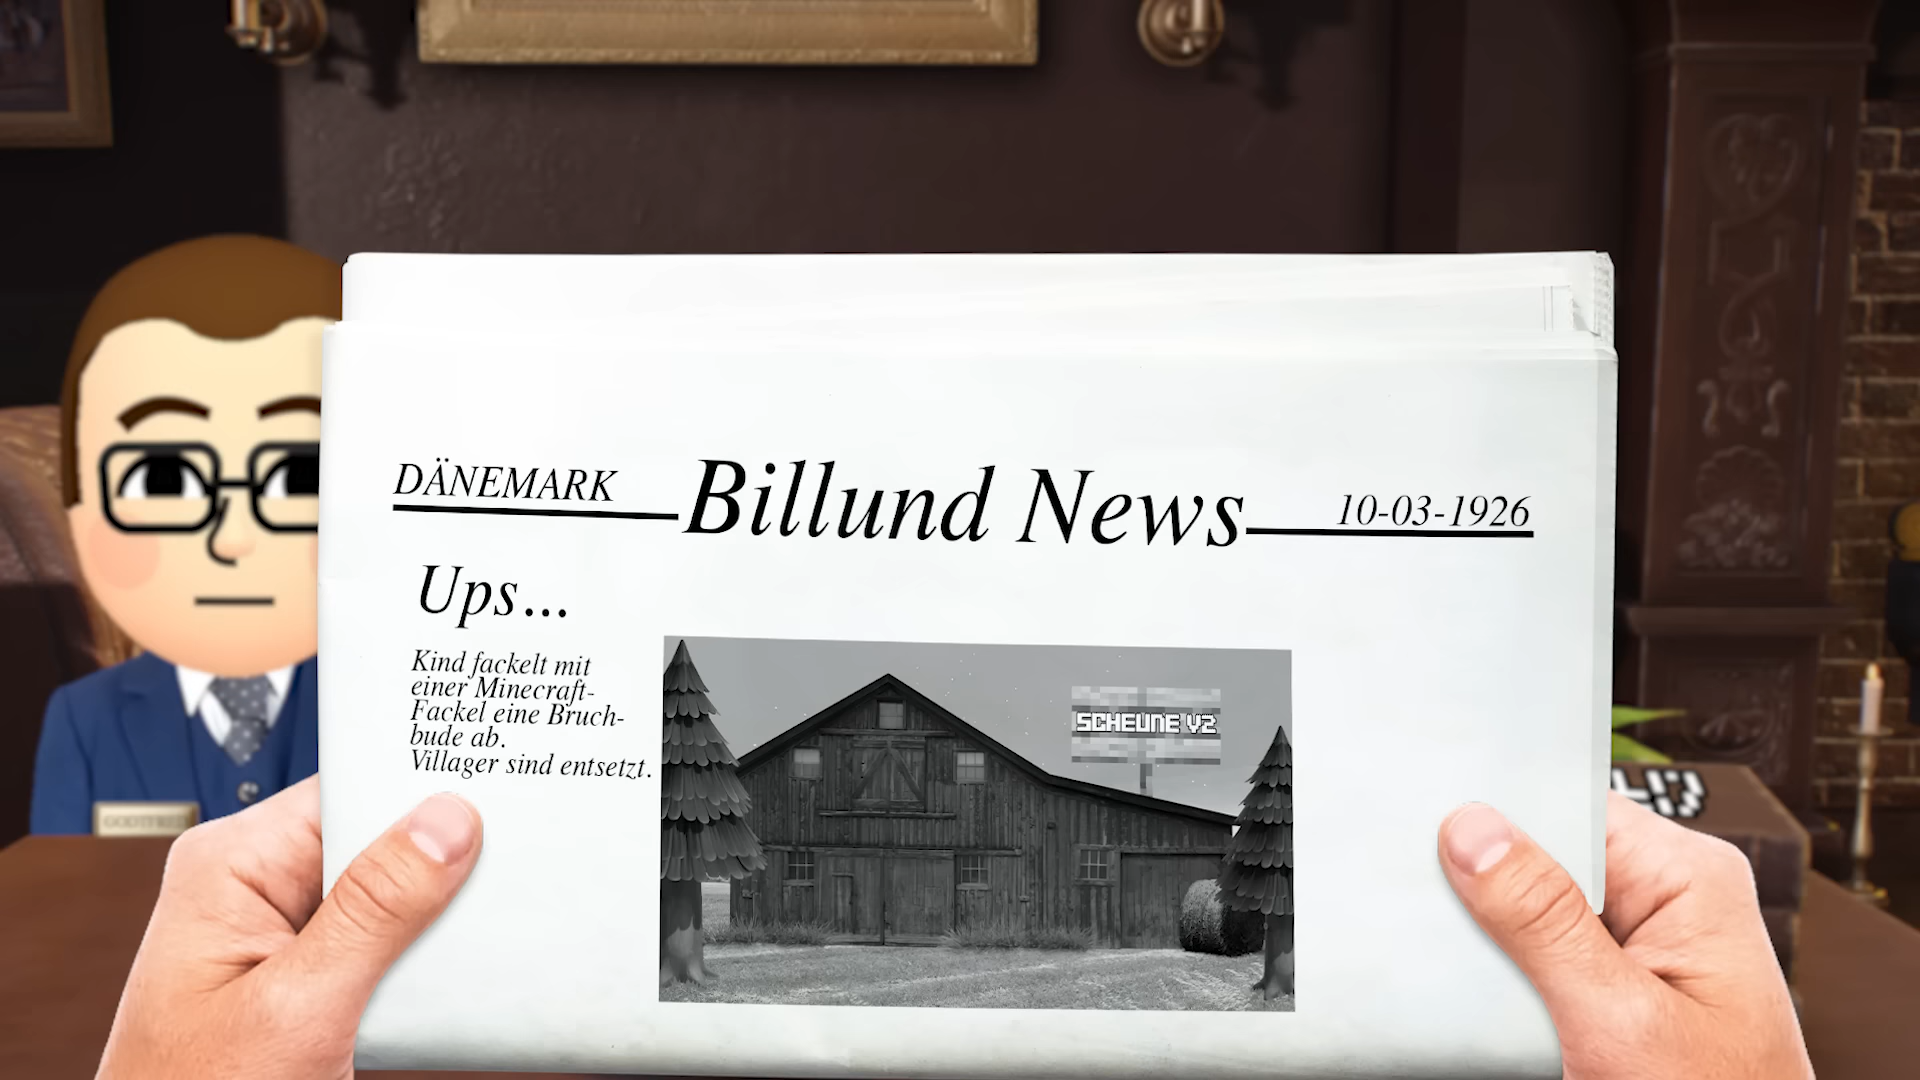 DÄNEMARK
Billund News
10-03-1926
Ups...
Kind fackelt mit
einer Minecraft-
Fackel eine Bruch-
bude ab.
Villager sind entsetzt.
SCHEUNE V2